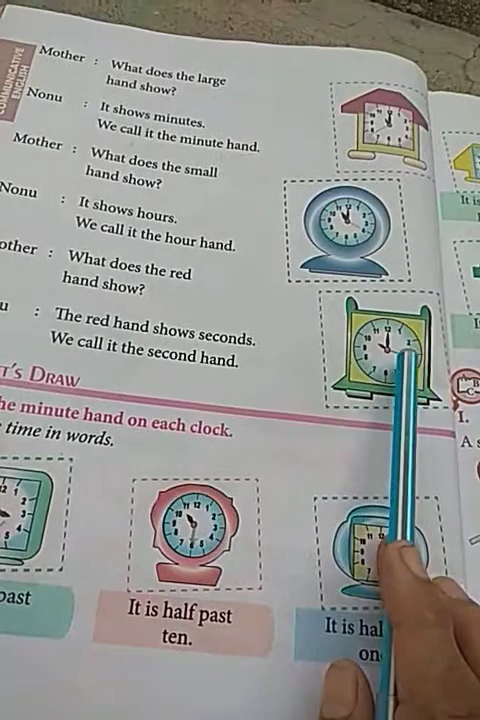 COMMUNICATIVE
ENGLISH
Mother : What does the large
hand show?
Nonu : It shows minutes.
We call it the minute hand.
Mother : What does the small
hand show?
Nonu : It shows hours.
We call it the hour hand.
other : What does the red
hand show?
u : The red hand shows seconds.
We call it the second hand.
T'S DRAW
he minute hand on each clock.
time in words.
past
It is half past
ten.
It is hal
on
It is
I.
A s